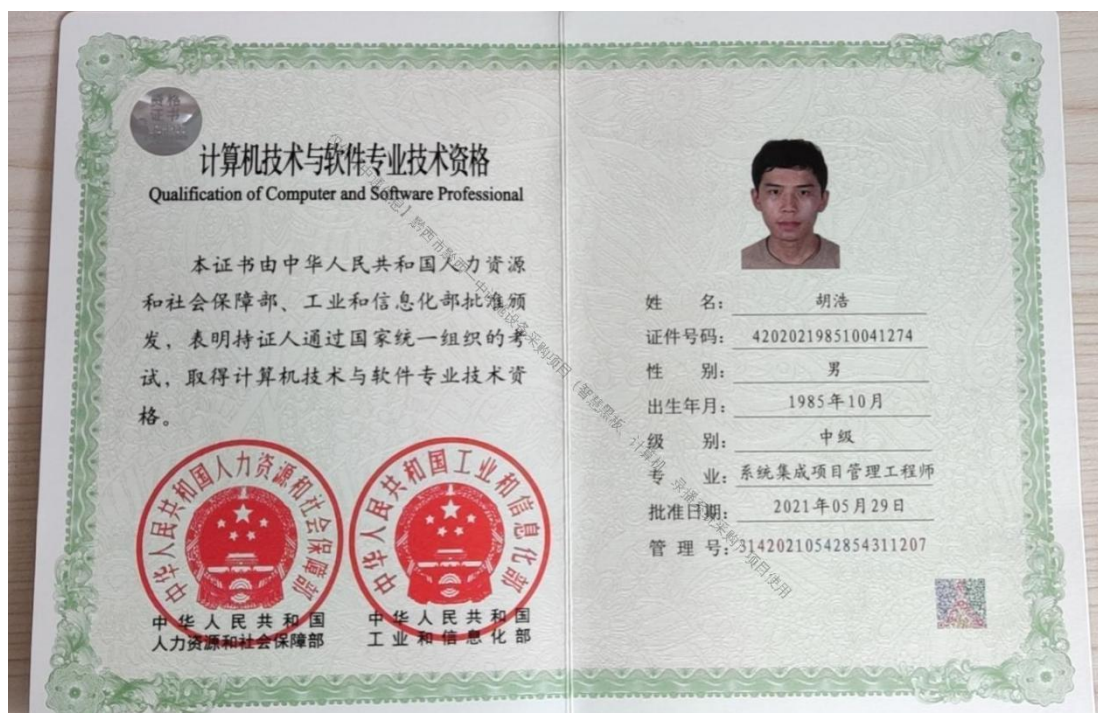 资格
证书
计算机技术与软件专业技术资格
Qualification of Computer and Software Professional
本证书由中华人民共和国人力资源
和社会保障部、工业和信息化部批准颁
发，表明持证人通过国家统一组织的考
试，取得计算机技术与软件专业技术资
格。
中华人民共和国人力资源和社会保障部
中华人民共和国工业和信息化部
中华人民共和国
人力资源和社会保障部
中华人民共和国
工业和信息化部
姓 名： 胡浩
证件号码： 420202198510041274
性 别： 男
出生年月： 1985年10月
级 别： 中级
专 业： 系统集成项目管理工程师
批准日期： 2021年05月29日
管 理 号： 31420210542854311207